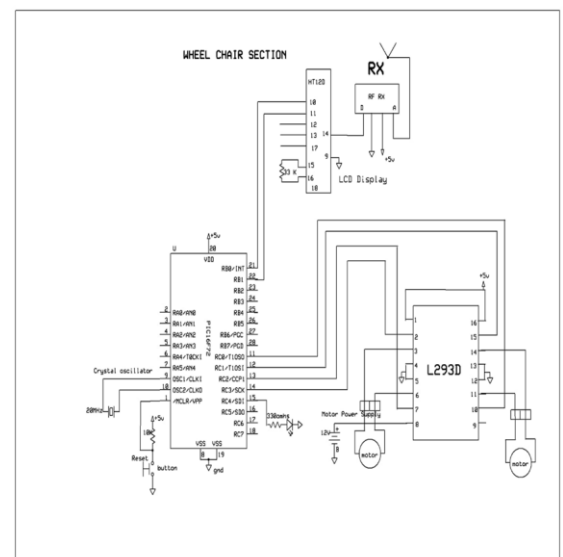 WHEEL CHAIR SECTION
RX
HT12D
RF RX
D A
10
11
12
13
17
14
9
+5v
33 K
15
16
18
LCD Display
+5v
U
20
VDD
PIC16F72
RB0/INT 21
RB1 22
RB2 23
RB3 24
RB4 25
RB5 26
RB6/PGC 27
RB7/PGD 28
2 RA0/AN0
3 RA1/AN1
4 RA2/AN2
5 RA3/AN3
6 RA4/T0CKI
7 RA5/AN4
9 OSC1/CLKI
10 OSC2/CLKO
1 /MCLR/VPP
RC0/T1OSO 11
RC1/T1OSI 12
RC2/CCP1 13
RC3/SCK 14
RC4/SDI 15
RC5/SDO 16
RC6 17
RC7 18
VSS VSS
8 19
gnd
Crystal oscillator
20MHz
+5v
10K
Reset
button
330ohms
+5v
L293D
1 16
2 15
3 14
4 13
5 12
6 11
7 10
8 9
Motor Power Supply
12V
motor
motor